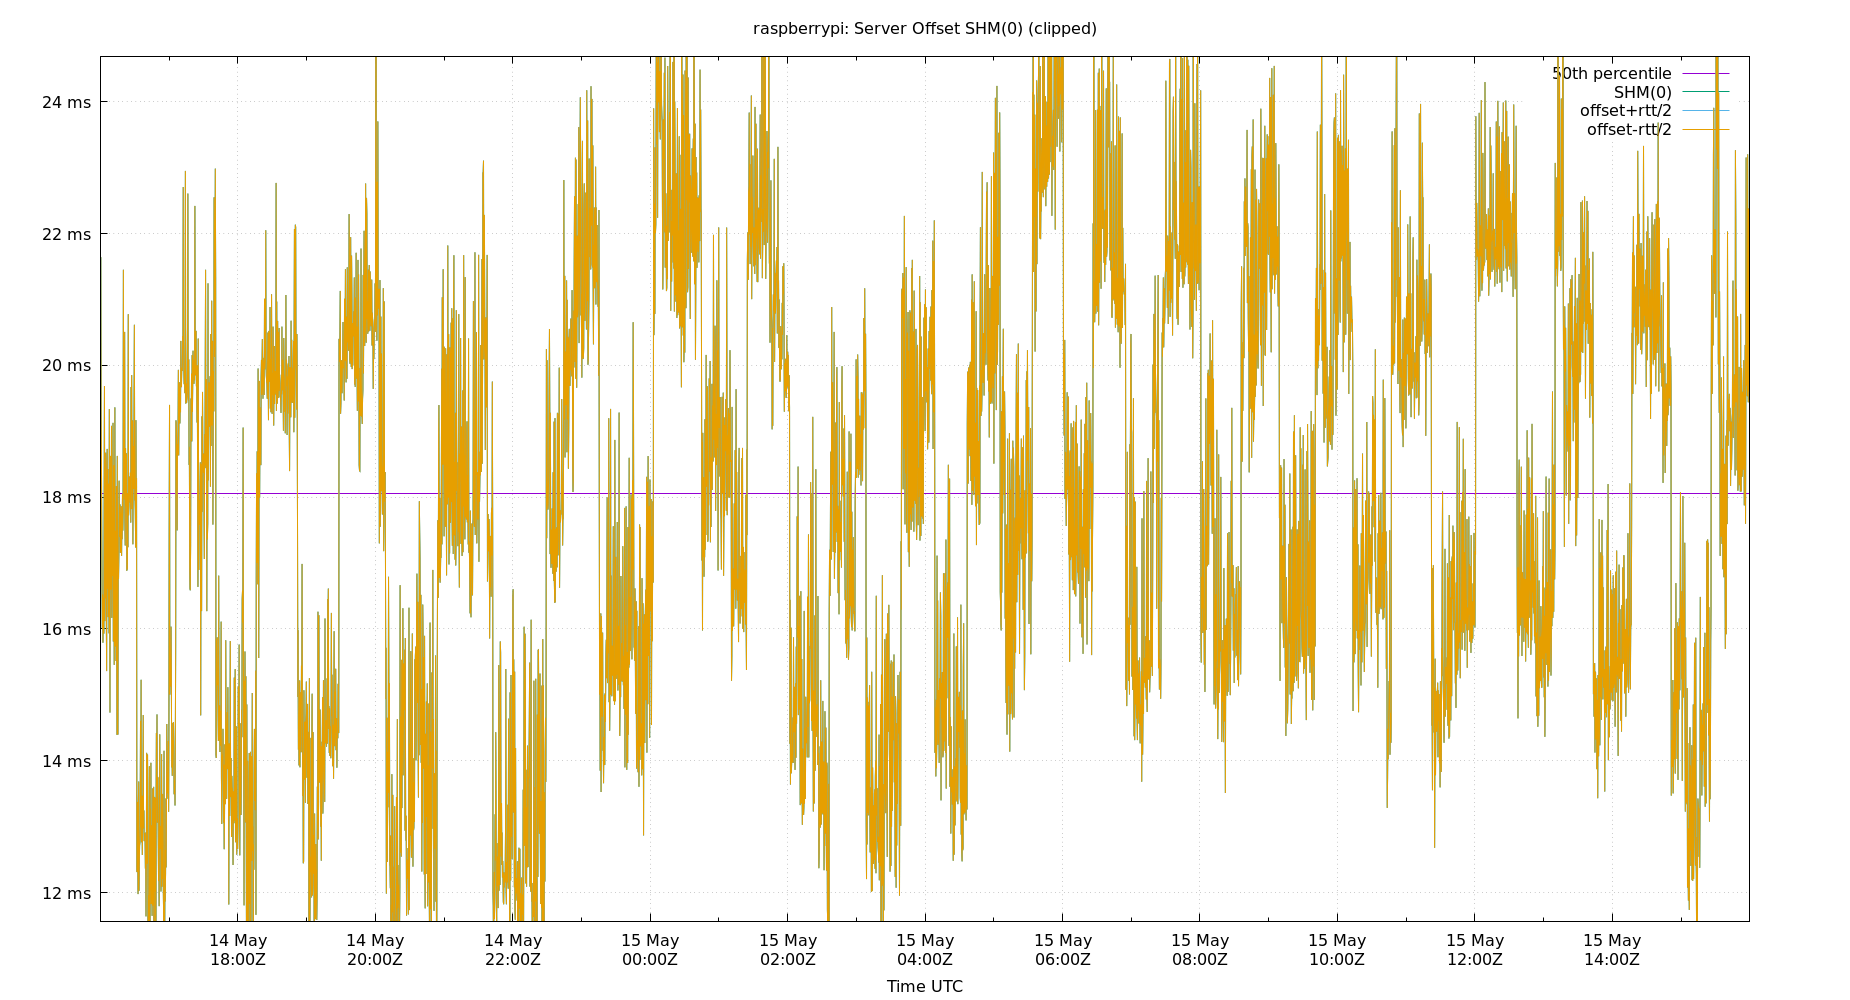 raspberrypi: Server Offset SHM(0) (clipped)
50th percentile
SHM(0)
offset+rtt/2
offset-rtt/2
24 ms
22 ms
20 ms
18 ms
16 ms
14 ms
12 ms
14 May 14 May 14 May 15 May 15 May 15 May 15 May 15 May 15 May 15 May 15 May
18:00Z 20:00Z 22:00Z 00:00Z 02:00Z 04:00Z 06:00Z 08:00Z 10:00Z 12:00Z 14:00Z
Time UTC